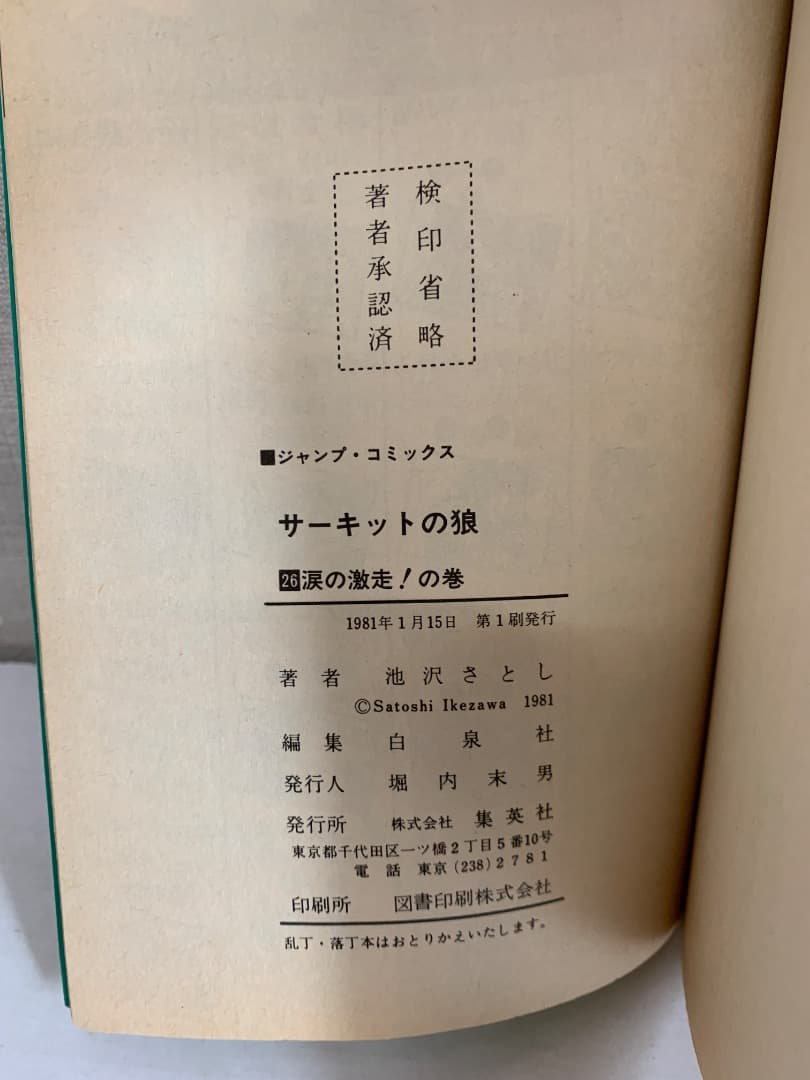 検印省略
著者承認済
■ジャンプ・コミックス
サーキットの狼
26涙の激走！の巻
1981年1月15日 第1刷発行
著者 池沢さとし
©Satoshi Ikezawa 1981
編集 白泉社
発行人 堀内末男
発行所 株式会社 集英社
東京都千代田区一ツ橋2丁目5番10号
電話 東京(238)2781
印刷所 図書印刷株式会社
乱丁・落丁本はおとりかえいたします。